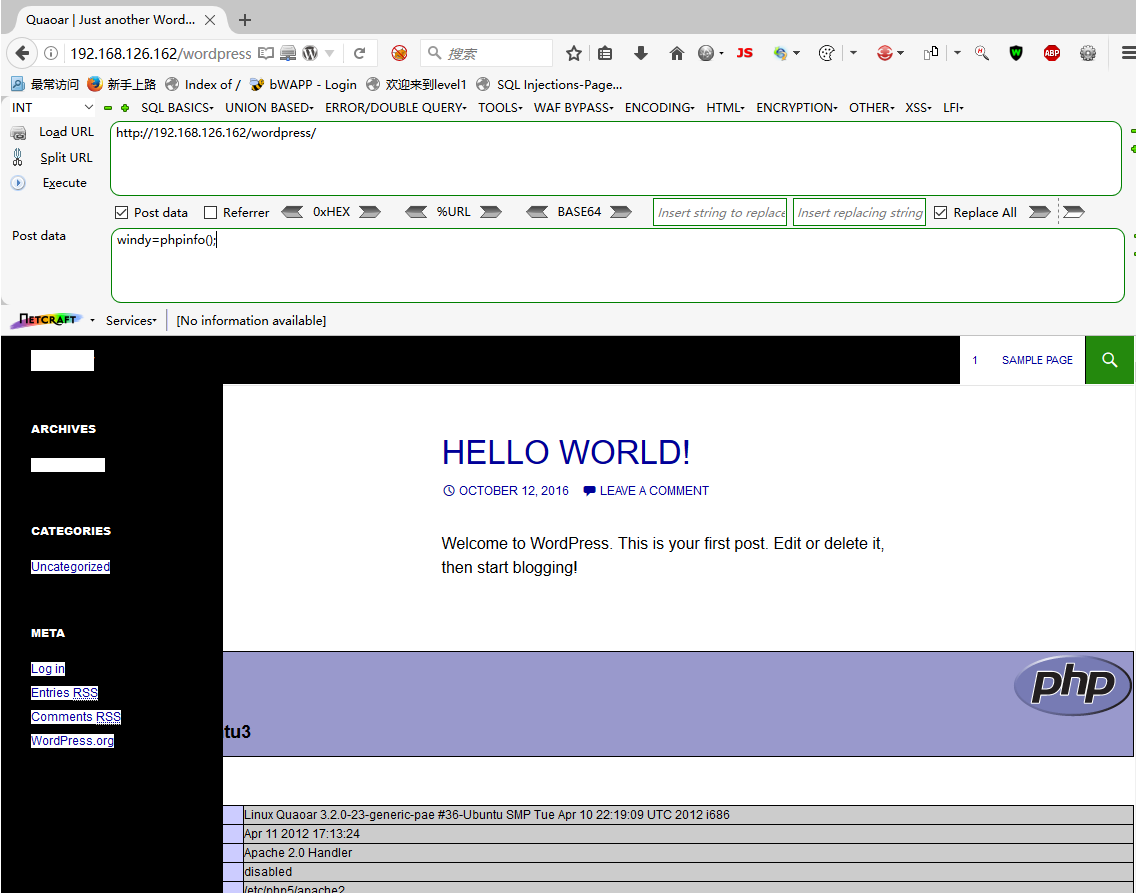 Quaoar | Just another Word...
192.168.126.162/wordpress
搜索
JS
ABP
最常访问 新手上路 Index of / bWAPP - Login 欢迎来到level1 SQL Injections-Page...
INT SQL BASICS UNION BASED ERROR/DOUBLE QUERY TOOLS WAF BYPASS ENCODING HTML ENCRYPTION OTHER XSS LFI
Load URL
Split URL
Execute
http://192.168.126.162/wordpress/
Post data Referrer 0xHEX %URL BASE64 Insert string to replace Insert replacing string Replace All
Post data
windy=phpinfo();
NETCRAFT Services [No information available]
1 SAMPLE PAGE
ARCHIVES
CATEGORIES
Uncategorized
META
Log in
Entries RSS
Comments RSS
WordPress.org
HELLO WORLD!
OCTOBER 12, 2016 LEAVE A COMMENT
Welcome to WordPress. This is your first post. Edit or delete it,
then start blogging!
php
tu3
Linux Quaoar 3.2.0-23-generic-pae #36-Ubuntu SMP Tue Apr 10 22:19:09 UTC 2012 i686
Apr 11 2012 17:13:24
Apache 2.0 Handler
disabled
/etc/php5/apache2